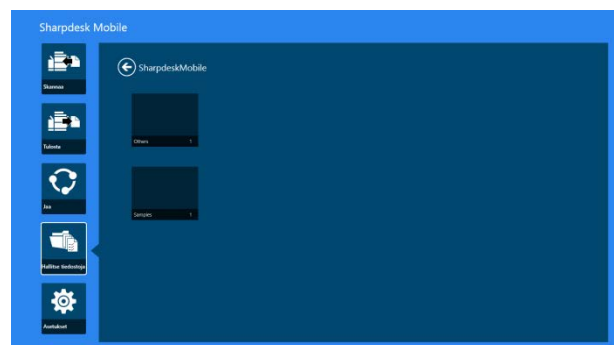 Sharpdesk Mobile
Skannaa
SharpdeskMobile
Tulosta
Others 1
Jaa
Samples 1
Hallitse tiedostoja
Asetukset